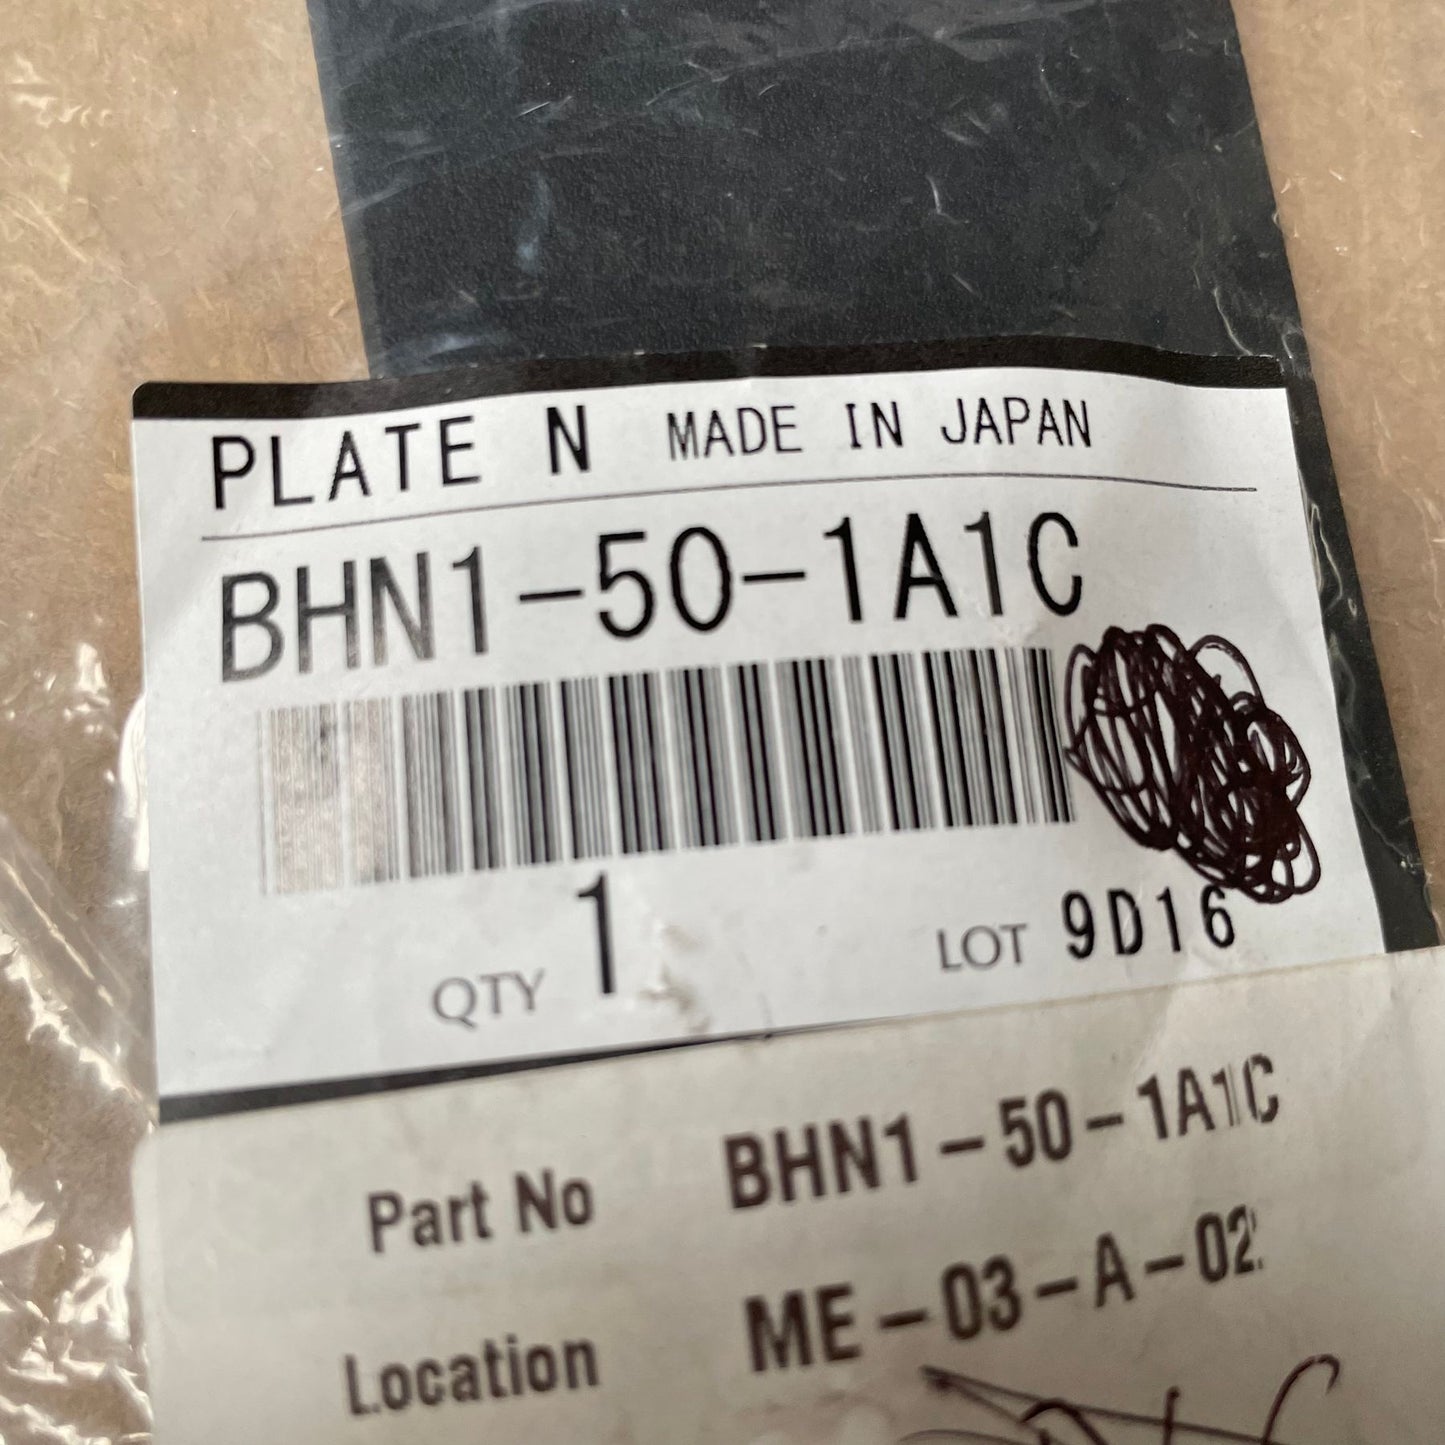 PLATE N MADE IN JAPAN
BHN1-50-1A1C
QTY 1 LOT 9D16
Part No BHN1-50-1A1C
Location ME-03-A-02